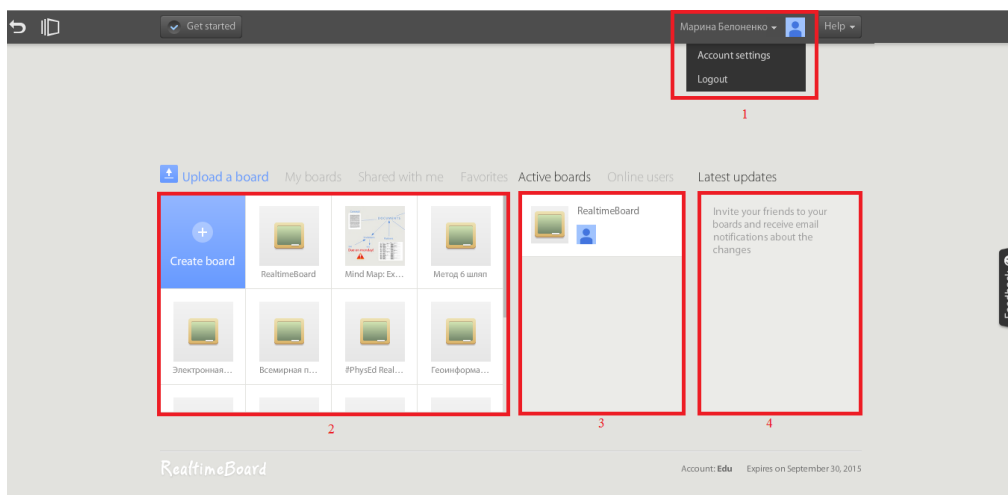 Get started
Марина Белоненко
Help
Account settings
Logout
1
Upload a board My boards Shared with me Favorites Active boards Online users Latest updates
Create board
RealtimeBoard
Mind Map: Ex...
Метод 6 шляп
Электронная...
Всемирная п...
#PhysEd Real...
Геоинформа...
2
RealtimeBoard
3
Invite your friends to your
boards and receive email
notifications about the
changes
4
Feedback
RealtimeBoard
Account: Edu Expires on September 30, 2015